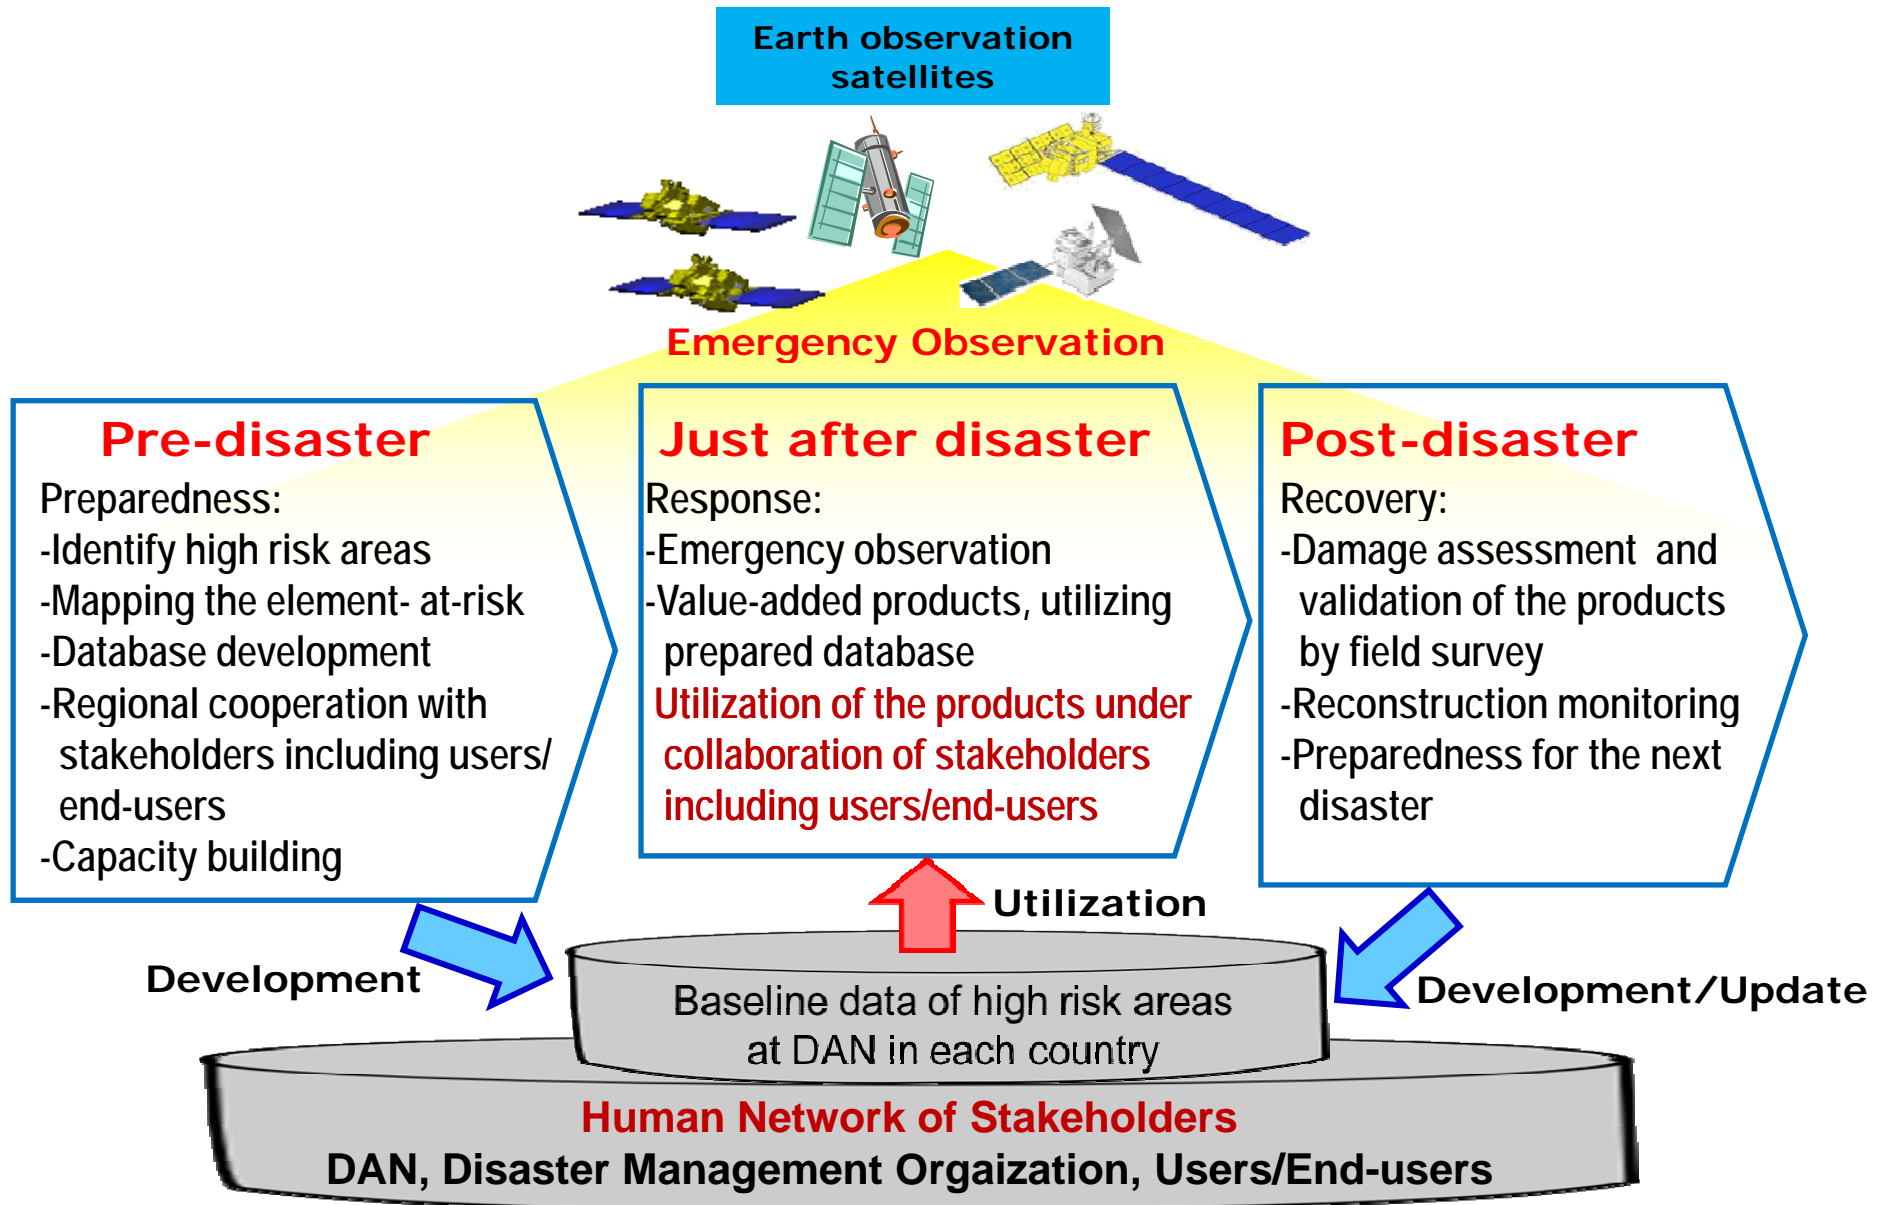 Earth observation
satellites
Emergency Observation
Pre-disaster
Preparedness:
-Identify high risk areas
-Mapping the element- at-risk
-Database development
-Regional cooperation with
stakeholders including users/
end-users
-Capacity building
Just after disaster
Response:
-Emergency observation
-Value-added products, utilizing
prepared database
Utilization of the products under
collaboration of stakeholders
including users/end-users
Post-disaster
Recovery:
-Damage assessment and
validation of the products
by field survey
-Reconstruction monitoring
-Preparedness for the next
disaster
Utilization
Development
Development/Update
Baseline data of high risk areas
at DAN in each country
Human Network of Stakeholders
DAN, Disaster Management Orgaization, Users/End-users